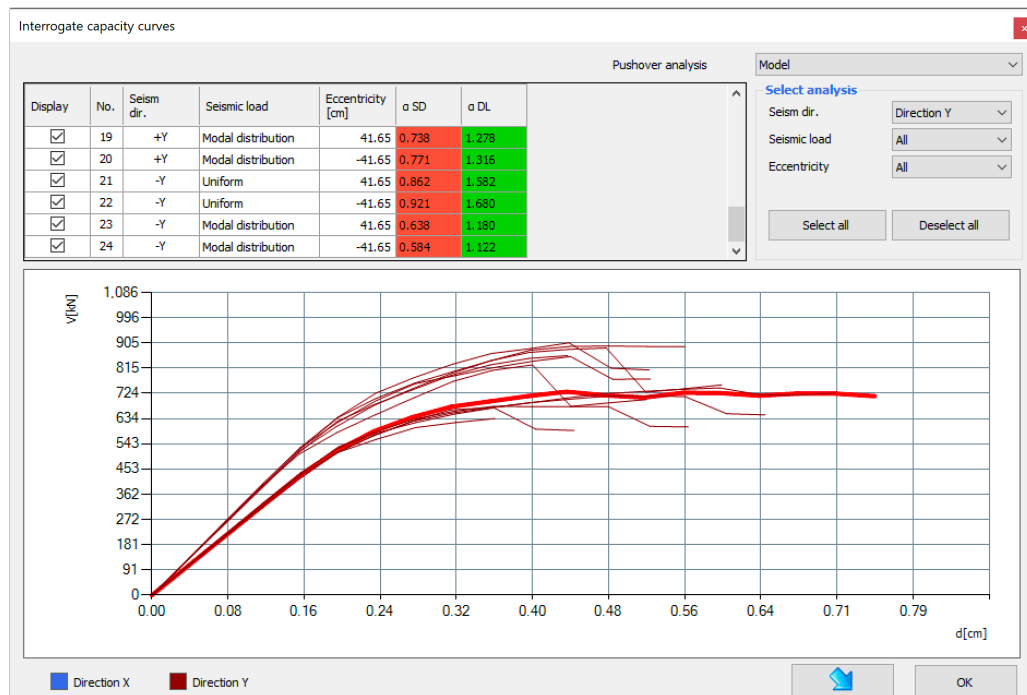 Interrogate capacity curves
Pushover analysis Model
Display No. Seism dir. Seismic load Eccentricity [cm] α SD α DL
19 +Y Modal distribution 41.65 0.738 1.278
20 +Y Modal distribution -41.65 0.771 1.316
21 -Y Uniform 41.65 0.862 1.582
22 -Y Uniform -41.65 0.921 1.680
23 -Y Modal distribution 41.65 0.638 1.180
24 -Y Modal distribution -41.65 0.584 1.122
Select analysis
Seism dir. Direction Y
Seismic load All
Eccentricity All
Select all Deselect all
V[kN]
1,086
996
905
815
724
634
543
453
362
272
181
91
0
0.00 0.08 0.16 0.24 0.32 0.40 0.48 0.56 0.64 0.71 0.79
d[cm]
Direction X Direction Y
OK